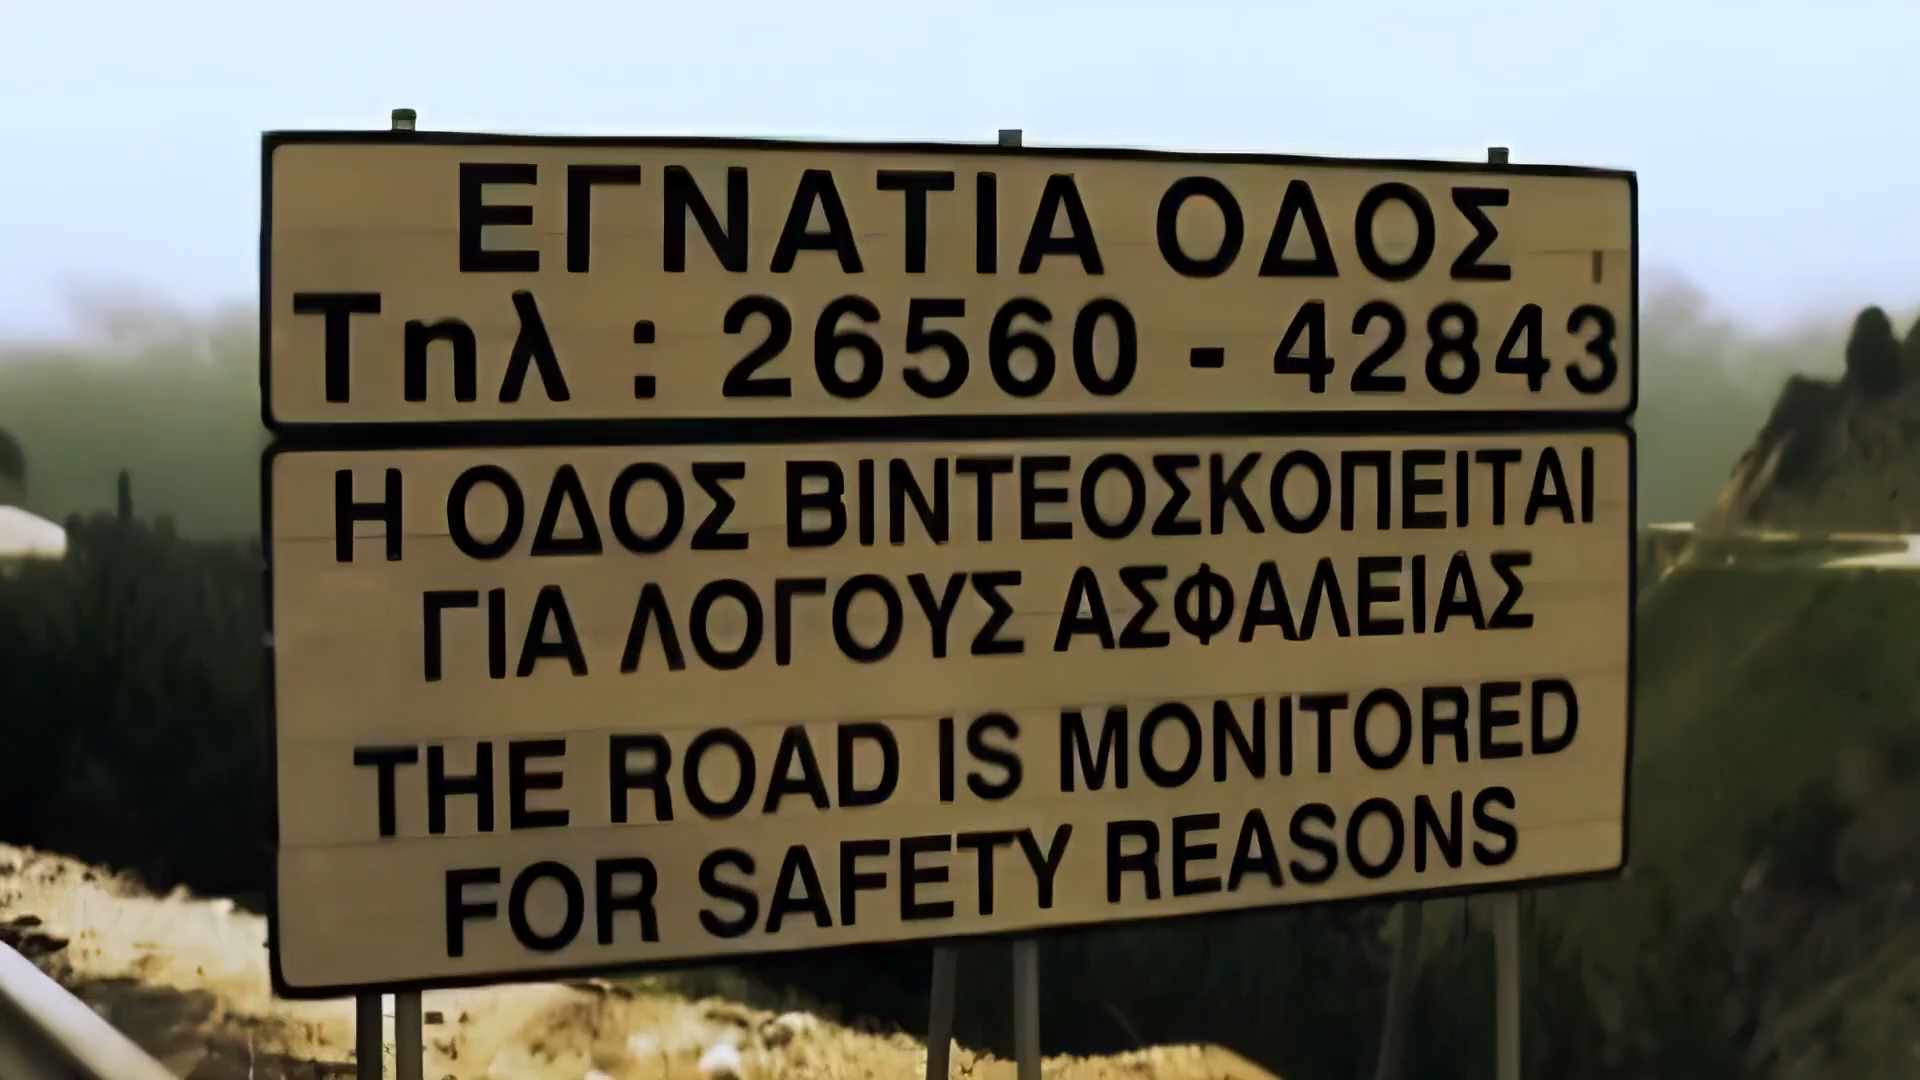 ΕΓΝΑΤΙΑ ΟΔΟΣ
Τηλ : 26560 - 42843
Η ΟΔΟΣ ΒΙΝΤΕΟΣΚΟΠΕΙΤΑΙ
ΓΙΑ ΛΟΓΟΥΣ ΑΣΦΑΛΕΙΑΣ
THE ROAD IS MONITORED
FOR SAFETY REASONS